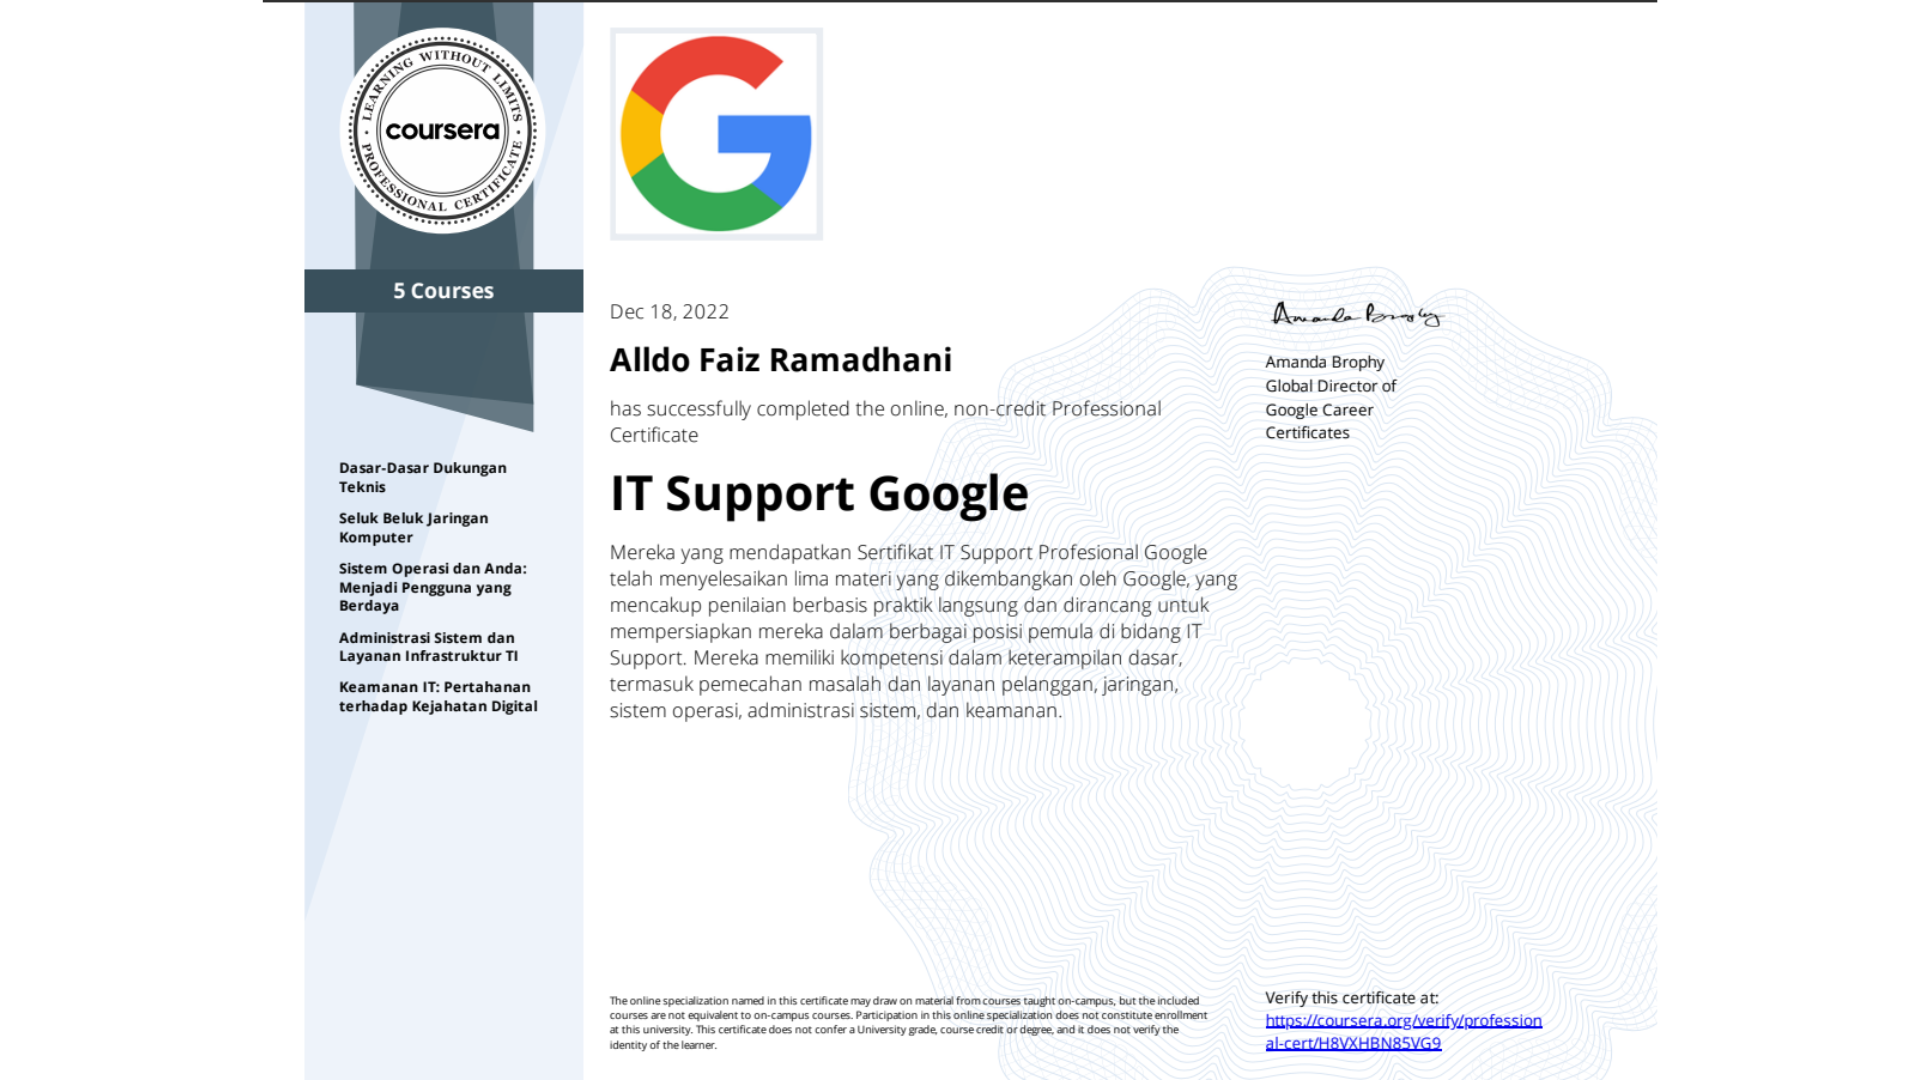 LEARNING WITHOUT LIMITS
coursera
PROFESSIONAL CERTIFICATE
5 Courses
Dasar-Dasar Dukungan
Teknis
Seluk Beluk Jaringan
Komputer
Sistem Operasi dan Anda:
Menjadi Pengguna yang
Berdaya
Administrasi Sistem dan
Layanan Infrastruktur TI
Keamanan IT: Pertahanan
terhadap Kejahatan Digital
Dec 18, 2022
Alldo Faiz Ramadhani
has successfully completed the online, non-credit Professional
Certificate
IT Support Google
Mereka yang mendapatkan Sertifikat IT Support Profesional Google
telah menyelesaikan lima materi yang dikembangkan oleh Google, yang
mencakup penilaian berbasis praktik langsung dan dirancang untuk
mempersiapkan mereka dalam berbagai posisi pemula di bidang IT
Support. Mereka memiliki kompetensi dalam keterampilan dasar,
termasuk pemecahan masalah dan layanan pelanggan, jaringan,
sistem operasi, administrasi sistem, dan keamanan.
Amanda Brophy
Amanda Brophy
Global Director of
Google Career
Certificates
The online specialization named in this certificate may draw on material from courses taught on-campus, but the included
courses are not equivalent to on-campus courses. Participation in this online specialization does not constitute enrollment
at this university. This certificate does not confer a University grade, course credit or degree, and it does not verify the
identity of the learner.
Verify this certificate at:
https://coursera.org/verify/profession
al-cert/H8VXHBN85VG9